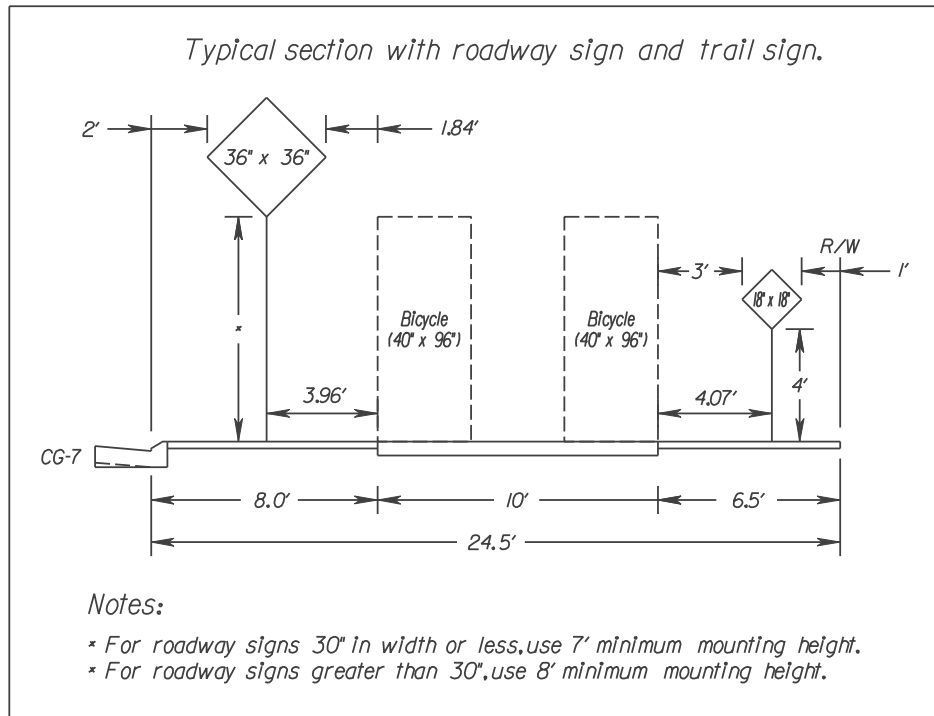 Typical section with roadway sign and trail sign.
2'
1.84'
36" x 36"
R/W
3'
1'
18" x 18"
Bicycle
(40" x 96")
Bicycle
(40" x 96")
*
3.96'
4.07'
4'
CG-7
8.0'
10'
6.5'
24.5'
Notes:
* For roadway signs 30" in width or less, use 7' minimum mounting height.
* For roadway signs greater than 30", use 8' minimum mounting height.